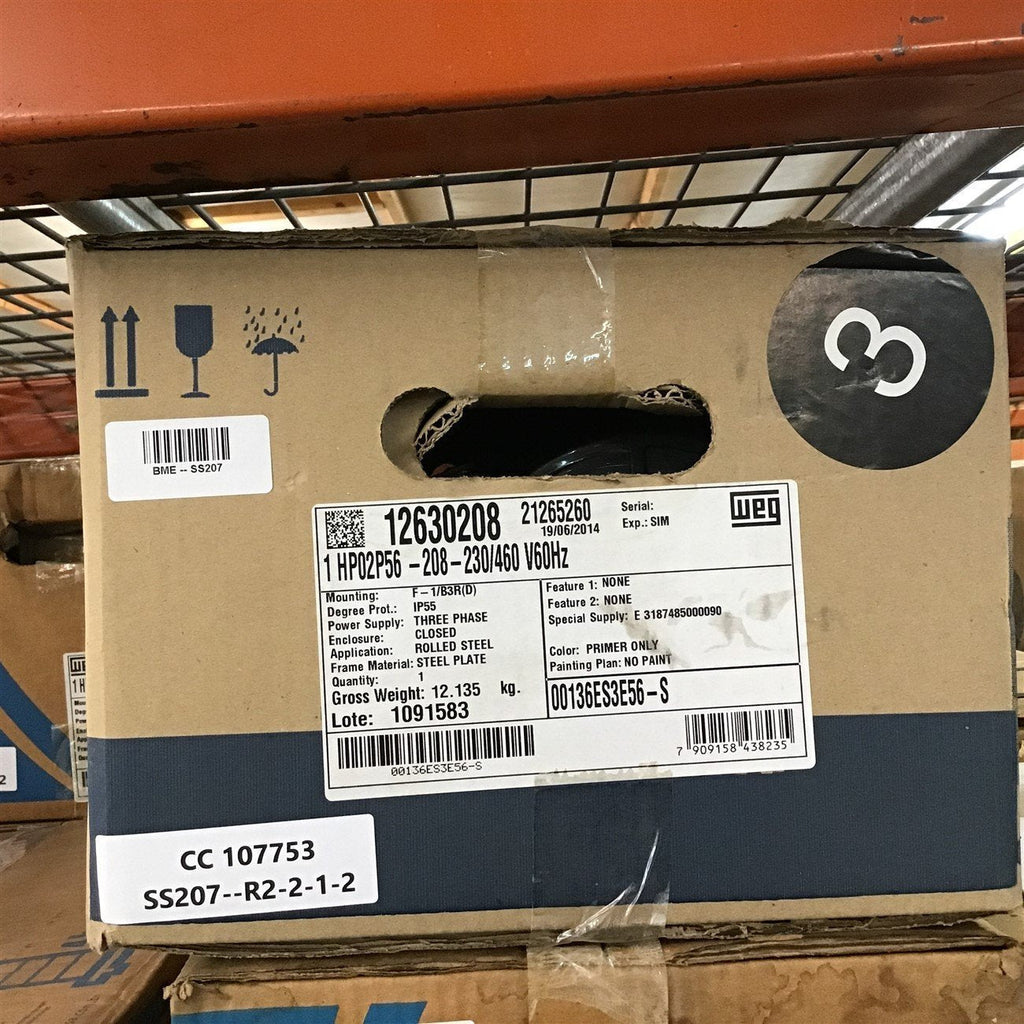 3
BME -- SS207
12630208
21265260
19/06/2014
Serial:
Exp.: SIM
weg
1 HP02P56 -208-230/460 V60Hz
Mounting: F-1/B3R(D)
Degree Prot.: IP55
Power Supply: THREE PHASE
Enclosure: CLOSED
Application: ROLLED STEEL
Frame Material: STEEL PLATE
Quantity: 1
Gross Weight: 12.135 kg.
Lote: 1091583
Feature 1: NONE
Feature 2: NONE
Special Supply: E 3187485000090
Color: PRIMER ONLY
Painting Plan: NO PAINT
00136ES3E56-S
00136ES3E56-S
7 909158 438235
CC 107753
SS207--R2-2-1-2